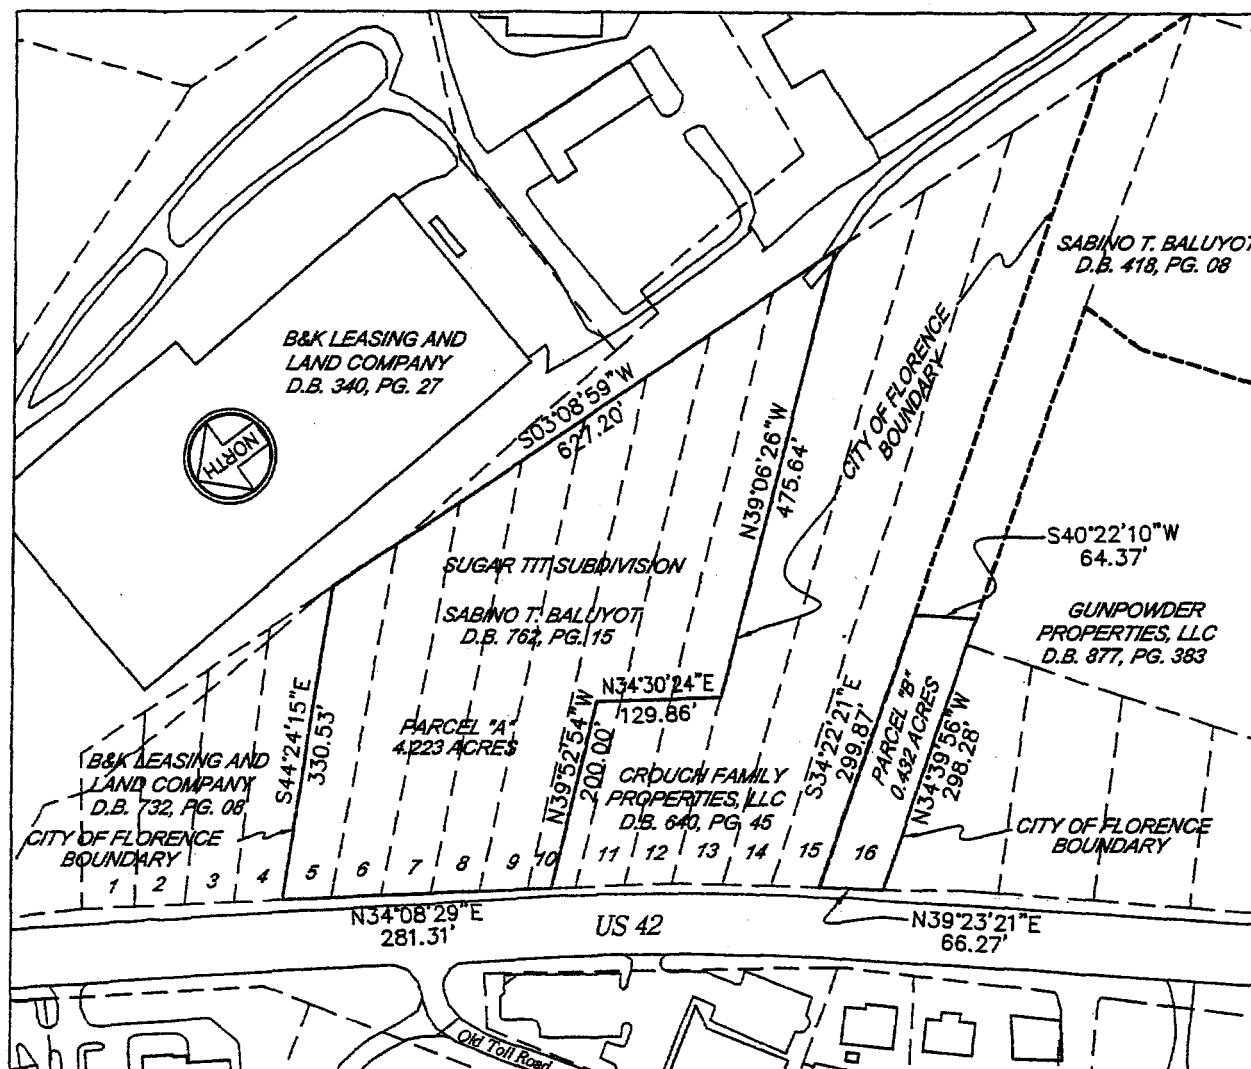 SABINO T. BALUYOT
D.B. 418, PG. 08
B&K LEASING AND
LAND COMPANY
D.B. 340, PG. 27
NORTH
S03°08'59"W
627.20'
N39°06'26"W
475.64'
CITY OF FLORENCE
BOUNDARY
S40°22'10"W
64.37'
SUGAR TIT SUBDIVISION
SABINO T. BALUYOT
D.B. 762, PG. 15
GUNPOWDER
PROPERTIES, LLC
D.B. 877, PG. 383
N34°30'24"E
129.86'
S44°24'15"E
330.53'
PARCEL "A"
4.223 ACRES
N39°52'54"W
200.00'
S34°22'21"E
299.87'
PARCEL "B"
0.432 ACRES
N34°39'56"W
298.28'
B&K LEASING AND
LAND COMPANY
D.B. 732, PG. 08
CROUCH FAMILY
PROPERTIES, LLC
D.B. 640, PG. 45
CITY OF FLORENCE
BOUNDARY
CITY OF FLORENCE
BOUNDARY
1 2 3 4 5 6 7 8 9 10 11 12 13 14 15 16
N34°08'29"E
281.31'
US 42
N39°23'21"E
66.27'
Old Toll Road